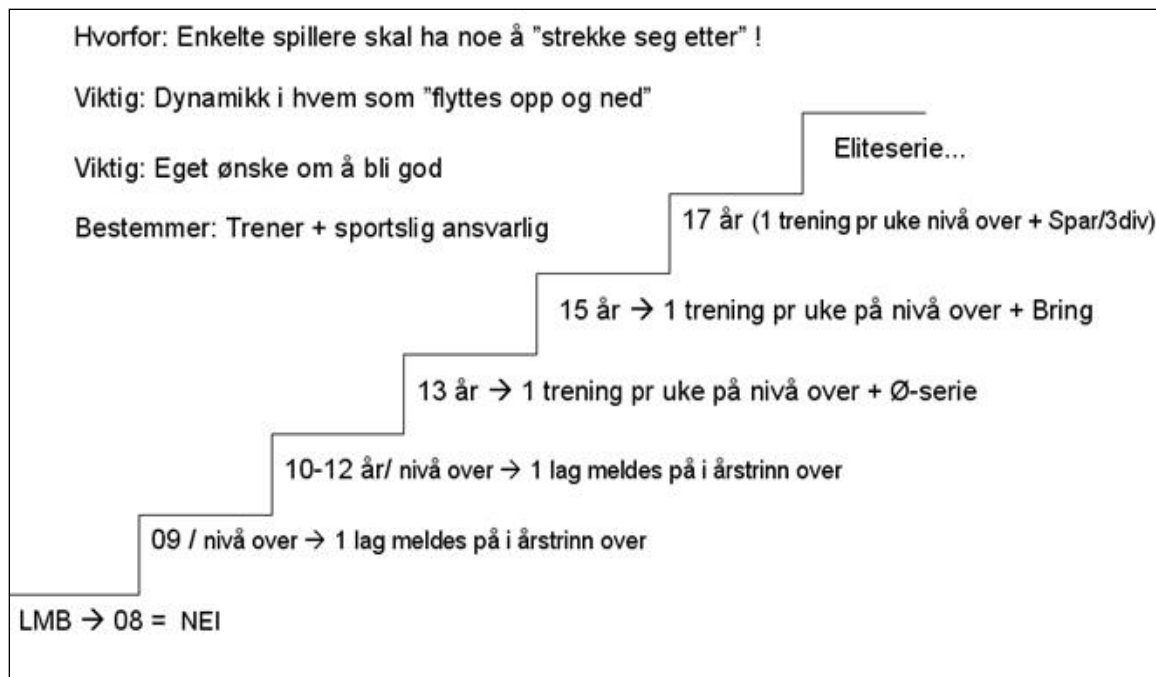 Hvorfor: Enkelte spillere skal ha noe å ”strekke seg etter” !
Viktig: Dynamikk i hvem som ”flyttes opp og ned”
Viktig: Eget ønske om å bli god
Bestemmer: Trener + sportslig ansvarlig
Eliteserie...
17 år (1 trening pr uke nivå over + Spar/3div)
15 år → 1 trening pr uke på nivå over + Bring
13 år → 1 trening pr uke på nivå over + Ø-serie
10-12 år/ nivå over → 1 lag meldes på i årstrinn over
09 / nivå over → 1 lag meldes på i årstrinn over
LMB → 08 = NEI